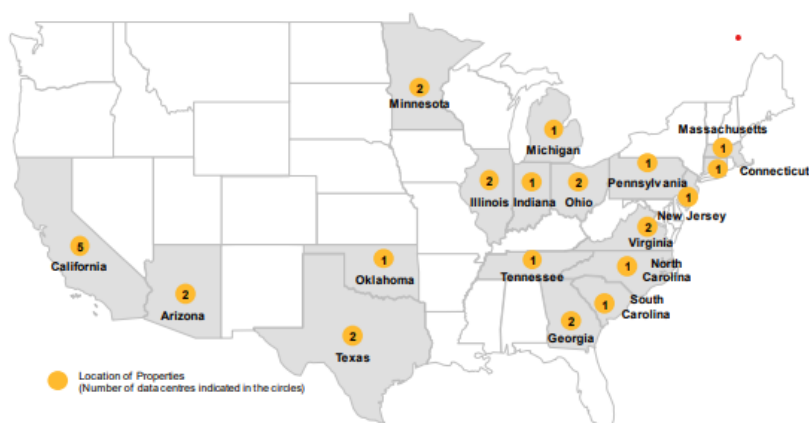 2
Minnesota
1
Michigan
Massachusetts
1
1
Connecticut
1
Pennsylvania
2
Illinois
1
Indiana
2
Ohio
1
New Jersey
2
Virginia
5
California
1
Oklahoma
1
Tennessee
1
North
Carolina
2
Arizona
1
South
Carolina
2
Texas
2
Georgia
Location of Properties
(Number of data centres indicated in the circles)